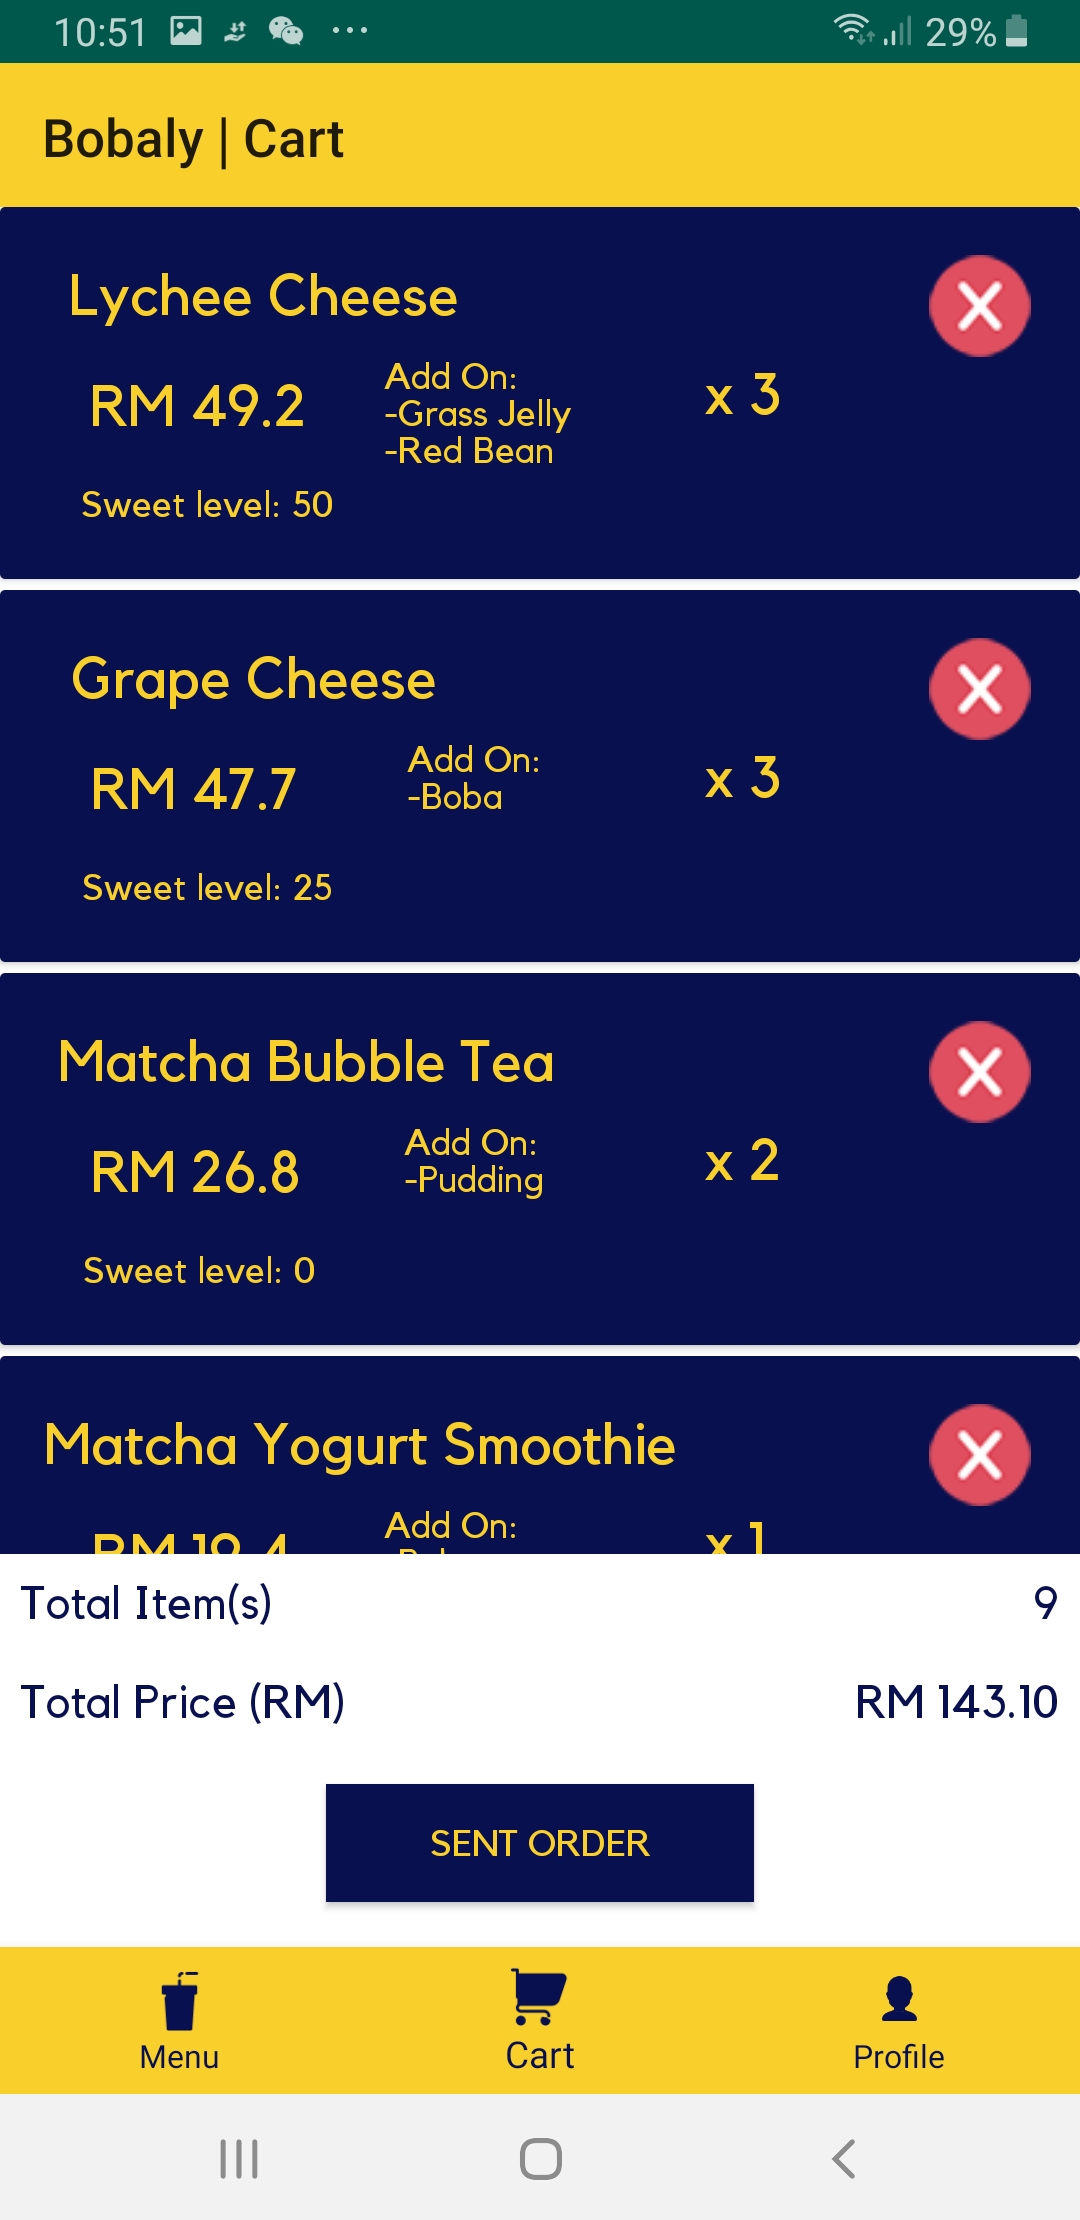 10:51 29%
Bobaly | Cart
Lychee Cheese
RM 49.2
Add On:
-Grass Jelly
-Red Bean
x 3
Sweet level: 50
Grape Cheese
RM 47.7
Add On:
-Boba
x 3
Sweet level: 25
Matcha Bubble Tea
RM 26.8
Add On:
-Pudding
x 2
Sweet level: 0
Matcha Yogurt Smoothie
RM 19.4
Add On:
x 1
Total Item(s) 9
Total Price (RM) RM 143.10
SENT ORDER
Menu
Cart
Profile